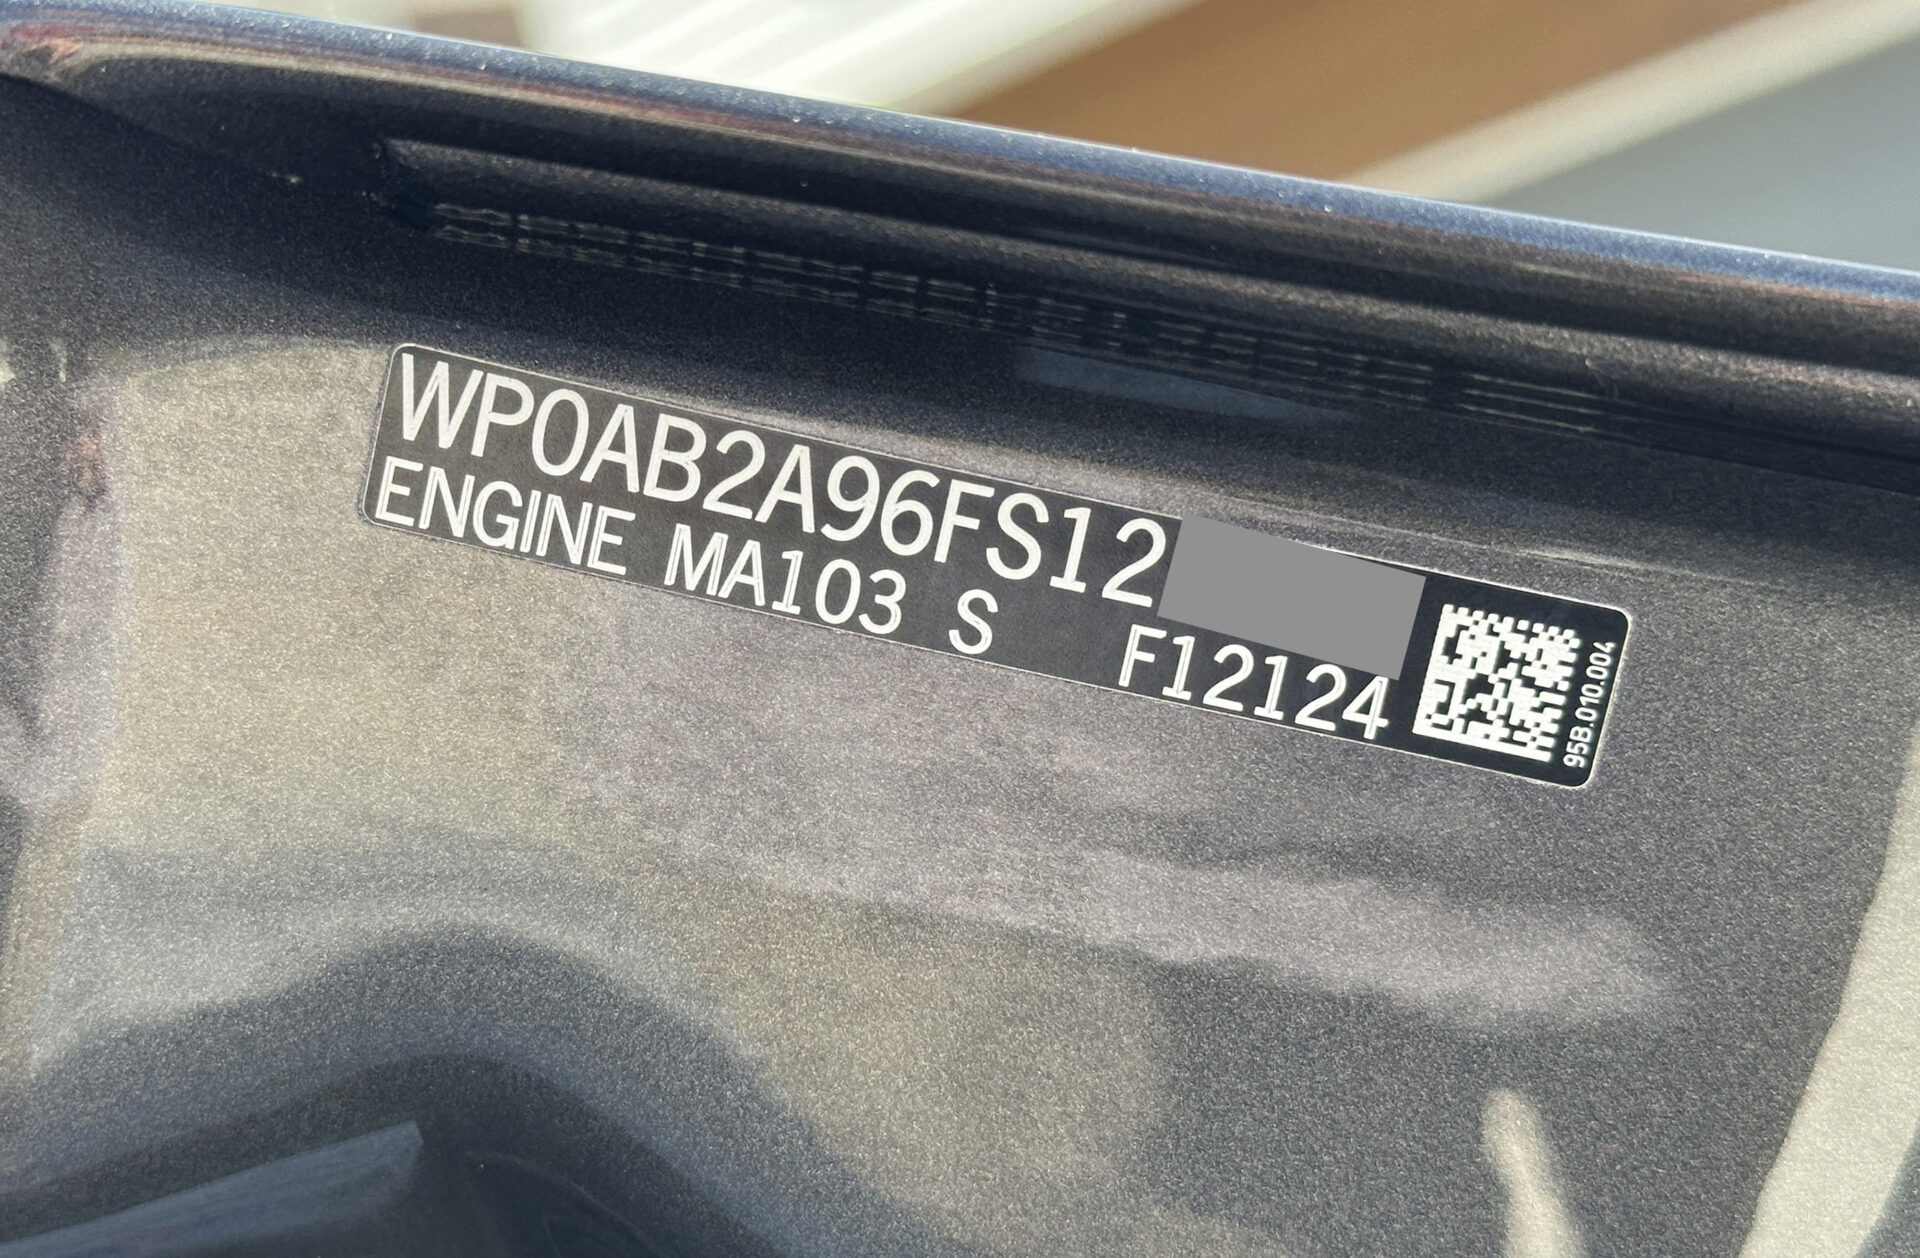 WP0AB2A96FS12
ENGINE MA103 S F12124
95B.010.004